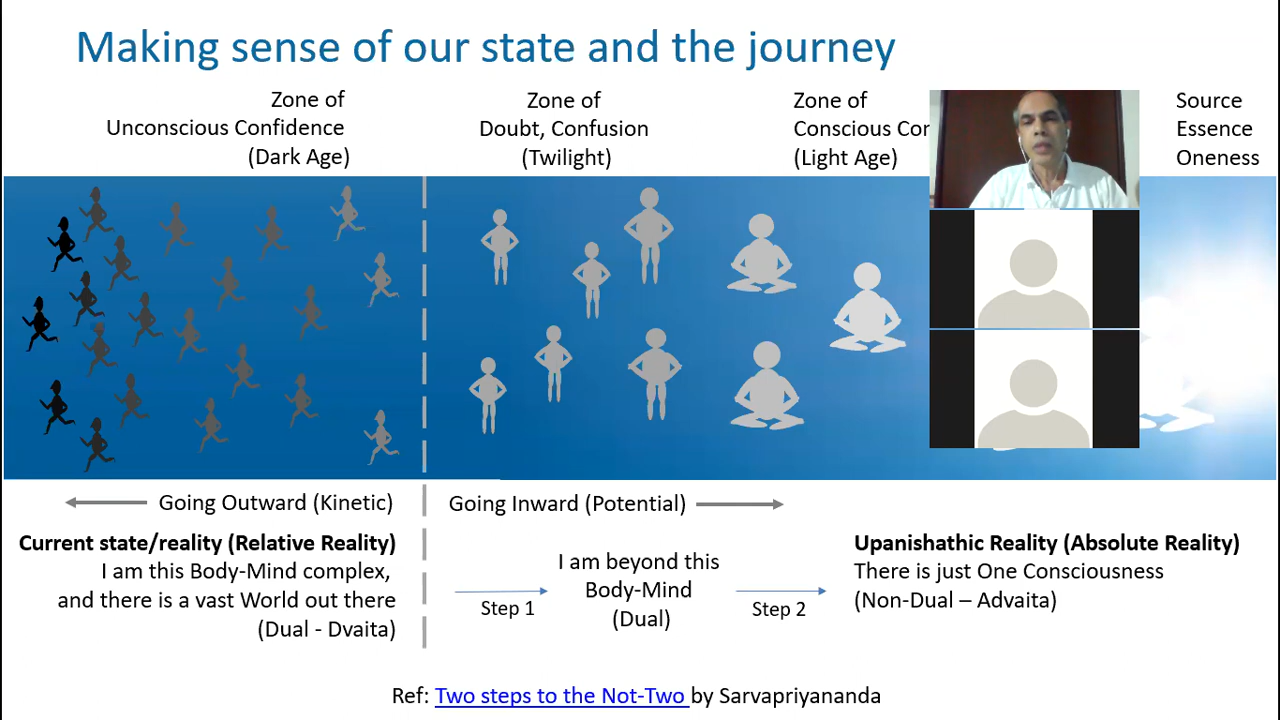 Making sense of our state and the journey
Zone of
Unconscious Confidence
(Dark Age)
Zone of
Doubt, Confusion
(Twilight)
Zone of
Conscious
(Light Age)
Source
Essence
Oneness
Going Outward (Kinetic)
Going Inward (Potential)
Current state/reality (Relative Reality)
I am this Body-Mind complex,
and there is a vast World out there
(Dual - Dvaita)
Step 1
I am beyond this
Body-Mind
(Dual)
Step 2
Upanishathic Reality (Absolute Reality)
There is just One Consciousness
(Non-Dual – Advaita)
Ref: Two steps to the Not-Two by Sarvapriyananda